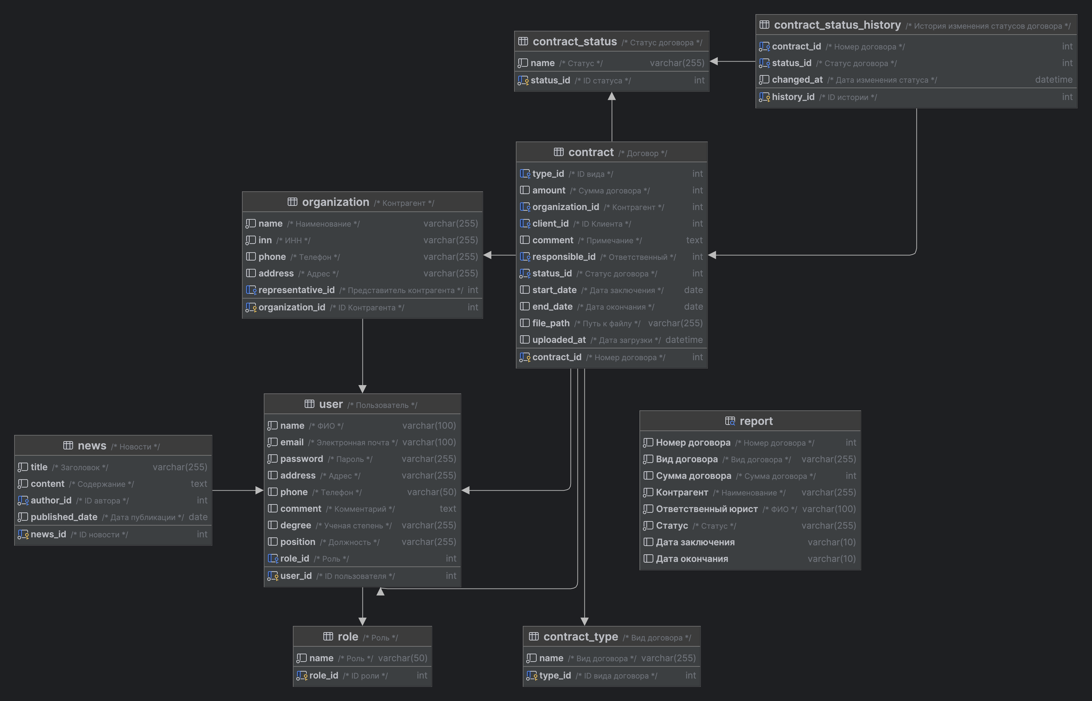 contract_status /* Статус договора */
name /* Статус */ varchar(255)
status_id /* ID статуса */ int
contract_status_history /* История изменения статусов договора */
contract_id /* Номер договора */ int
status_id /* Статус договора */ int
changed_at /* Дата изменения статуса */ datetime
history_id /* ID истории */ int
contract /* Договор */
type_id /* ID вида */ int
amount /* Сумма договора */ int
organization_id /* Контрагент */ int
client_id /* ID Клиента */ int
comment /* Примечание */ text
responsible_id /* Ответственный */ int
status_id /* Статус договора */ int
start_date /* Дата заключения */ date
end_date /* Дата окончания */ date
file_path /* Путь к файлу */ varchar(255)
uploaded_at /* Дата загрузки */ datetime
contract_id /* Номер договора */ int
organization /* Контрагент */
name /* Наименование */ varchar(255)
inn /* ИНН */ varchar(255)
phone /* Телефон */ varchar(255)
address /* Адрес */ varchar(255)
representative_id /* Представитель контрагента */ int
organization_id /* ID Контрагента */ int
user /* Пользователь */
name /* ФИО */ varchar(100)
email /* Электронная почта */ varchar(100)
password /* Пароль */ varchar(255)
address /* Адрес */ varchar(255)
phone /* Телефон */ varchar(50)
comment /* Комментарий */ text
degree /* Ученая степень */ varchar(255)
position /* Должность */ varchar(255)
role_id /* Роль */ int
user_id /* ID пользователя */ int
news /* Новости */
title /* Заголовок */ varchar(255)
content /* Содержание */ text
author_id /* ID автора */ int
published_date /* Дата публикации */ date
news_id /* ID новости */ int
report
Номер договора /* Номер договора */ int
Вид договора /* Вид договора */ varchar(255)
Сумма договора /* Сумма договора */ int
Контрагент /* Наименование */ varchar(255)
Ответственный юрист /* ФИО */ varchar(100)
Статус /* Статус */ varchar(255)
Дата заключения varchar(10)
Дата окончания varchar(10)
role /* Роль */
name /* Роль */ varchar(50)
role_id /* ID роли */ int
contract_type /* Вид договора */
name /* Вид договора */ varchar(255)
type_id /* ID вида договора */ int